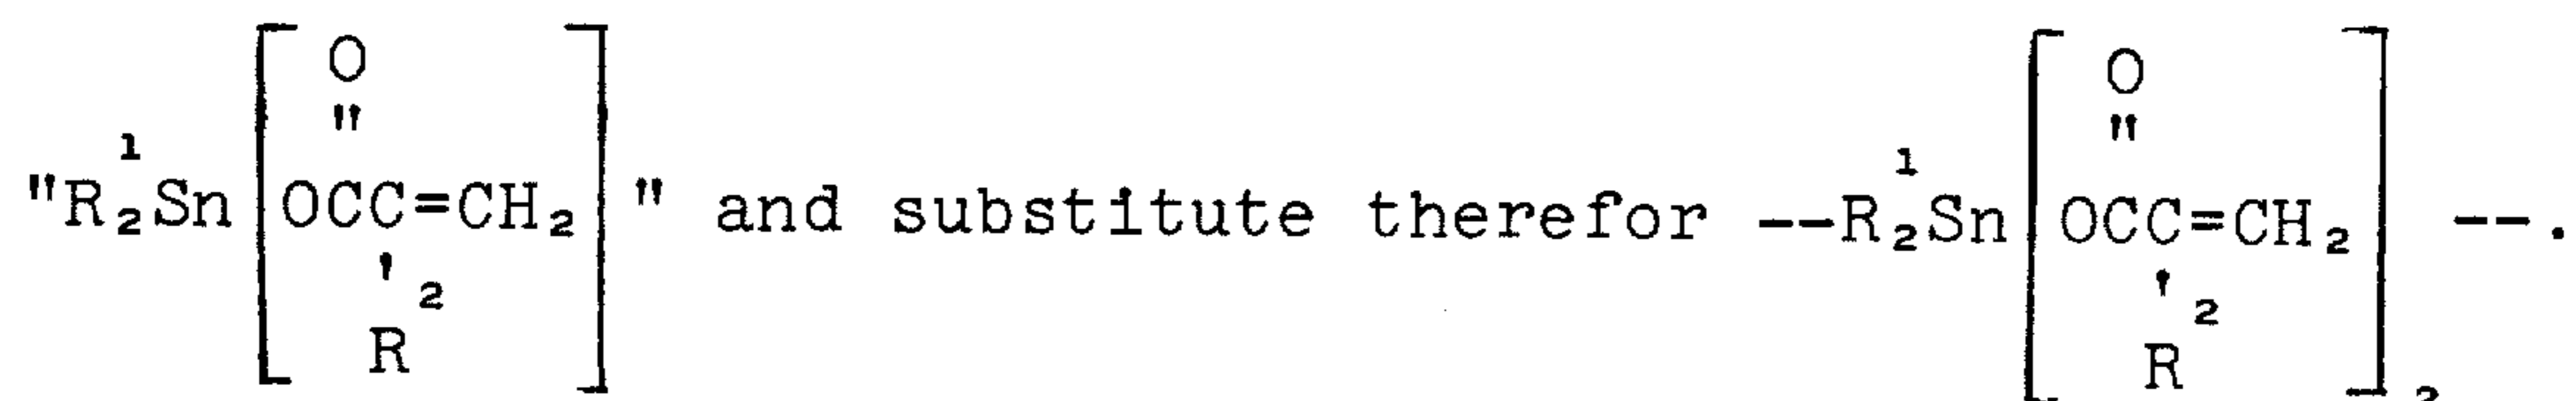 O O
" "
"R¹₂Sn[OCC=CH₂]" and substitute therefor --R¹₂Sn[OCC=CH₂]₂ --.
' '
R² R²